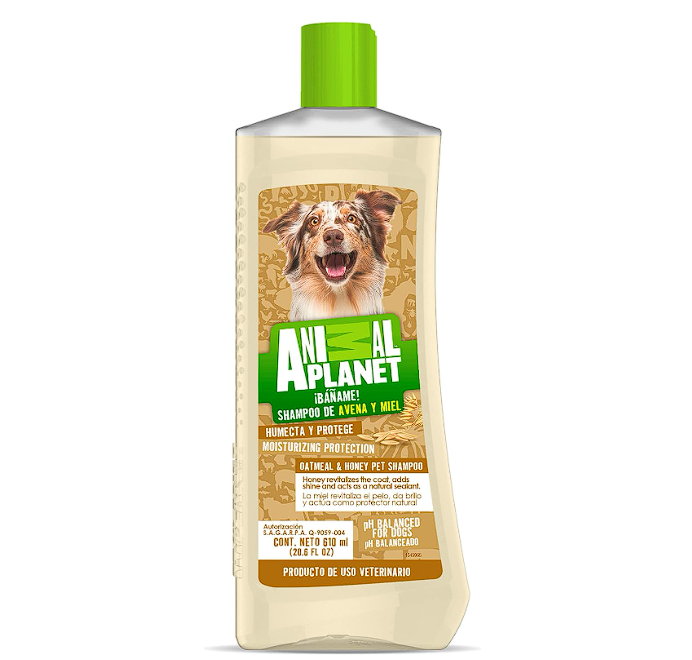 ANIMAL
PLANET
¡BÁÑAME!
SHAMPOO DE AVENA Y MIEL
HUMECTA Y PROTEGE
MOISTURIZING PROTECTION
OATMEAL & HONEY PET SHAMPOO
Honey revitalizes the coat, adds
shine and acts as a natural sealant.
La miel revitaliza el pelo, da brillo
y actúa como protector natural
Autorización
S.A.G.A.R.P.A. Q-9059-004
CONT. NETO 610 ml
(20.6 FL OZ)
pH BALANCED
FOR DOGS
pH BALANCEADO
PRODUCTO DE USO VETERINARIO